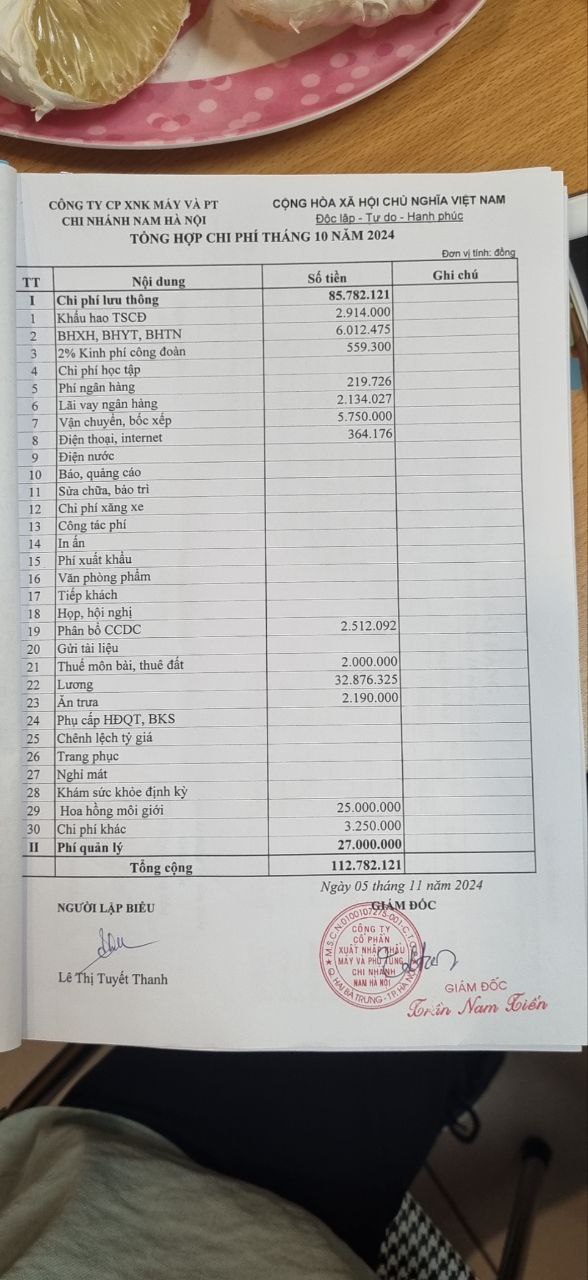 CÔNG TY CP XNK MÁY VÀ PT
CHI NHÁNH NAM HÀ NỘI
CỘNG HÒA XÃ HỘI CHỦ NGHĨA VIỆT NAM
Độc lập - Tự do - Hạnh phúc
TỔNG HỢP CHI PHÍ THÁNG 10 NĂM 2024
Đơn vị tính: đồng
TT Nội dung Số tiền Ghi chú
I Chi phí lưu thông 85.782.121
1 Khấu hao TSCĐ 2.914.000
2 BHXH, BHYT, BHTN 6.012.475
3 2% Kinh phí công đoàn 559.300
4 Chi phí học tập
5 Phí ngân hàng 219.726
6 Lãi vay ngân hàng 2.134.027
7 Vận chuyển, bốc xếp 5.750.000
8 Điện thoại, internet 364.176
9 Điện nước
10 Báo, quảng cáo
11 Sửa chữa, bảo trì
12 Chi phí xăng xe
13 Công tác phí
14 In ấn
15 Phí xuất khẩu
16 Văn phòng phẩm
17 Tiếp khách
18 Họp, hội nghị
19 Phân bổ CCDC 2.512.092
20 Gửi tài liệu
21 Thuế môn bài, thuê đất 2.000.000
22 Lương 32.876.325
23 Ăn trưa 2.190.000
24 Phụ cấp HĐQT, BKS
25 Chênh lệch tỷ giá
26 Trang phục
27 Nghỉ mát
28 Khám sức khỏe định kỳ
29 Hoa hồng môi giới 25.000.000
30 Chi phí khác 3.250.000
II Phí quản lý 27.000.000
Tổng cộng 112.782.121
Ngày 05 tháng 11 năm 2024
NGƯỜI LẬP BIỂU
GIÁM ĐỐC
M.S.C.N:0100107275-001-C.T.C.P
CÔNG TY
CỔ PHẦN
XUẤT NHẬP KHẨU
MÁY VÀ PHỤ TÙNG
CHI NHÁNH
NAM HÀ NỘI
Q. HAI BÀ TRƯNG - TP. HÀ NỘI
Lê Thị Tuyết Thanh
GIÁM ĐỐC
Trần Nam Tiến